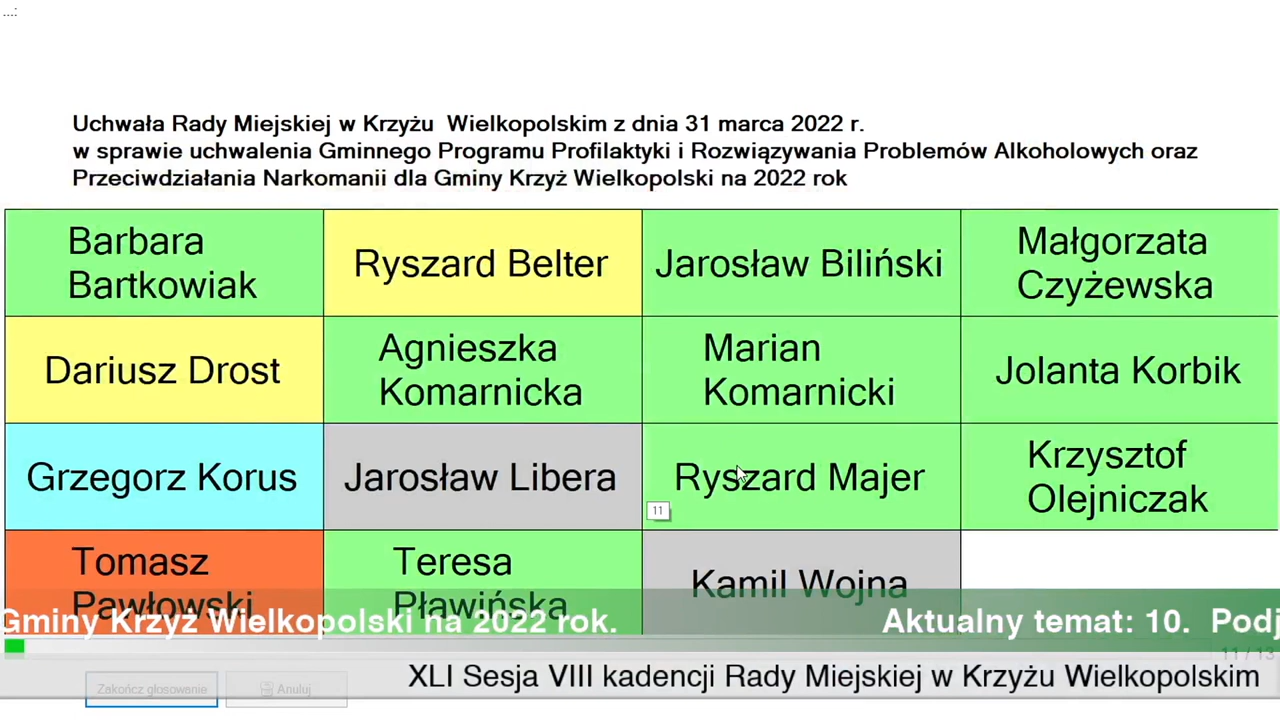 ...:
Uchwała Rady Miejskiej w Krzyżu Wielkopolskim z dnia 31 marca 2022 r.
w sprawie uchwalenia Gminnego Programu Profilaktyki i Rozwiązywania Problemów Alkoholowych oraz
Przeciwdziałania Narkomanii dla Gminy Krzyż Wielkopolski na 2022 rok
Barbara
Bartkowiak
Ryszard Belter
Jarosław Biliński
Małgorzata
Czyżewska
Dariusz Drost
Agnieszka
Komarnicka
Marian
Komarnicki
Jolanta Korbik
Grzegorz Korus
Jarosław Libera
Ryszard Majer
11
Krzysztof
Olejniczak
Tomasz
Pawłowski
Teresa
Pławińska
Kamil Wojna
Gminy Krzyż Wielkopolski na 2022 rok. Aktualny temat: 10. Podj
11 / 13
XLI Sesja VIII kadencji Rady Miejskiej w Krzyżu Wielkopolskim
Zakończ głosowanie
Anuluj